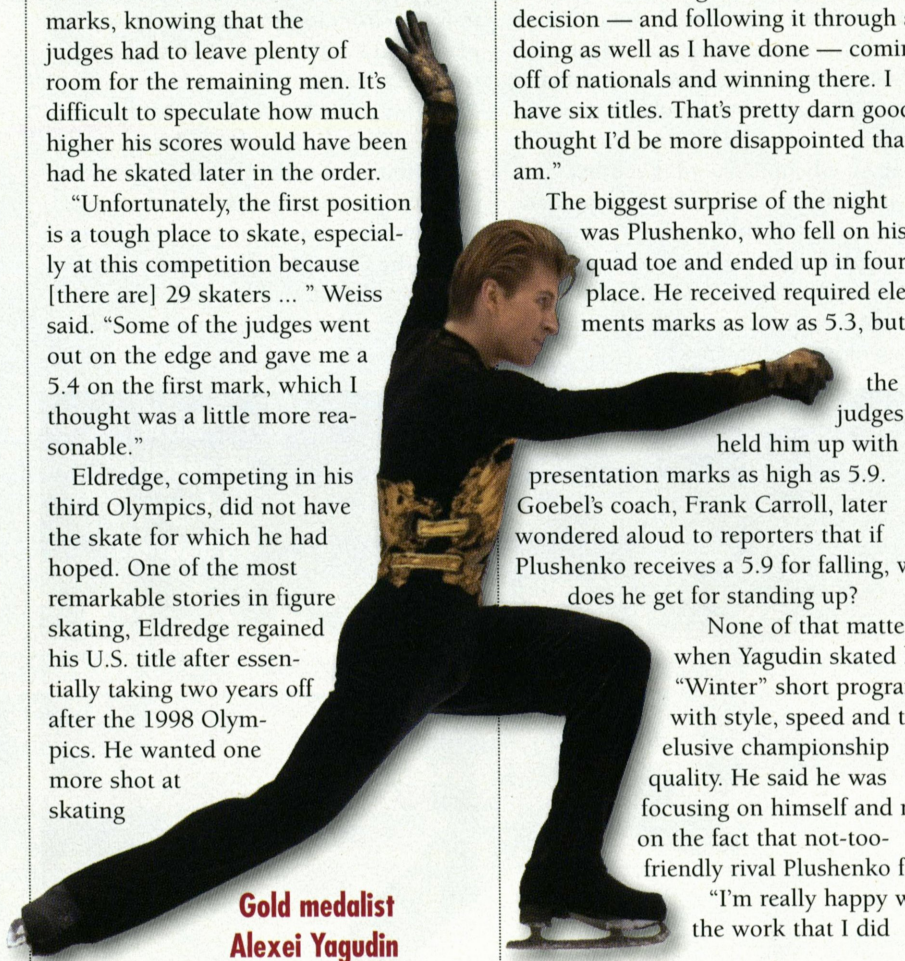 marks, knowing that the
judges had to leave plenty of
room for the remaining men. It's
difficult to speculate how much
higher his scores would have been
had he skated later in the order.
“Unfortunately, the first position
is a tough place to skate, especial-
ly at this competition because
[there are] 29 skaters ... ” Weiss
said. “Some of the judges went
out on the edge and gave me a
5.4 on the first mark, which I
thought was a little more rea-
sonable.”
Eldredge, competing in his
third Olympics, did not have
the skate for which he had
hoped. One of the most
remarkable stories in figure
skating, Eldredge regained
his U.S. title after essen-
tially taking two years off
after the 1998 Olym-
pics. He wanted one
more shot at
skating
decision — and following it through
doing as well as I have done —
off of nationals and winning there. I
have six titles. That's pretty darn
thought I'd be more disappointed
am.”
The biggest surprise of the night
was Plushenko, who fell on his
quad toe and ended up in
place. He received required ele-
ments marks as low as 5.3, but
the
judges
held him up with
presentation marks as high as 5.9.
Goebel's coach, Frank Carroll, later
wondered aloud to reporters that if
Plushenko receives a 5.9 for falling,
does he get for standing up?
None of that
when Yagudin skated
“Winter” short
with style, speed and
elusive championship
quality. He said he was
focusing on himself and
on the fact that not-too-
friendly rival Plushenko
“I'm really happy
the work that I did
Gold medalist
Alexei Yagudin